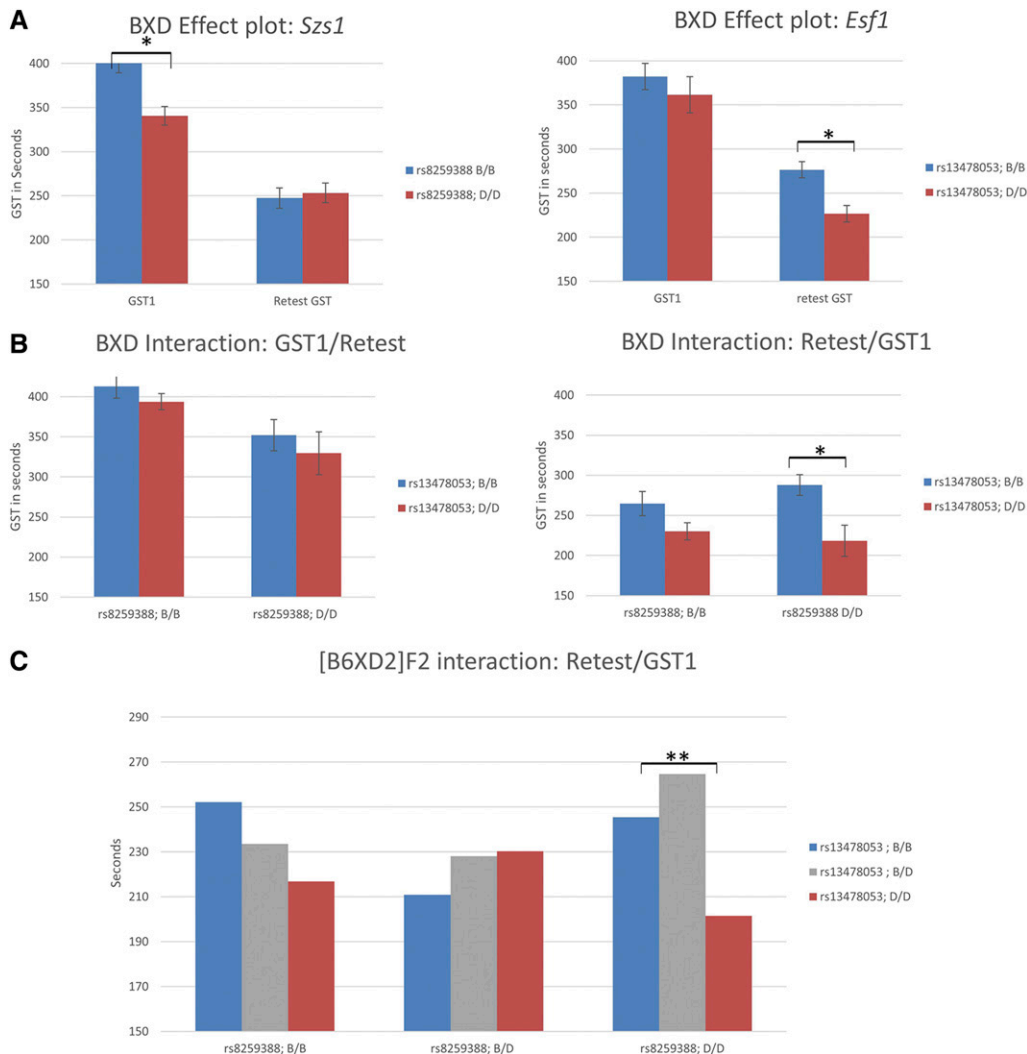 A
BXD Effect plot: Szs1
*
400
350
300
250
200
150
GST in Seconds
GST1
Retest GST
rs8259388 B/B
rs8259388; D/D
BXD Effect plot: Esf1
*
400
350
300
250
200
150
GST in Seconds
GST1
retest GST
rs13478053; B/B
rs13478053; D/D
B
BXD Interaction: GST1/Retest
400
350
300
250
200
150
GST in seconds
rs8259388; B/B
rs8259388; D/D
rs13478053; B/B
rs13478053; D/D
BXD Interaction: Retest/GST1
*
400
350
300
250
200
150
GST in seconds
rs8259388; B/B
rs8259388 D/D
rs13478053; B/B
rs13478053; D/D
C
[B6XD2]F2 interaction: Retest/GST1
**
290
270
250
230
210
190
170
150
Seconds
rs8259388; B/B
rs8259388; B/D
rs8259388; D/D
rs13478053 ; B/B
rs13478053 ; B/D
rs13478053; D/D